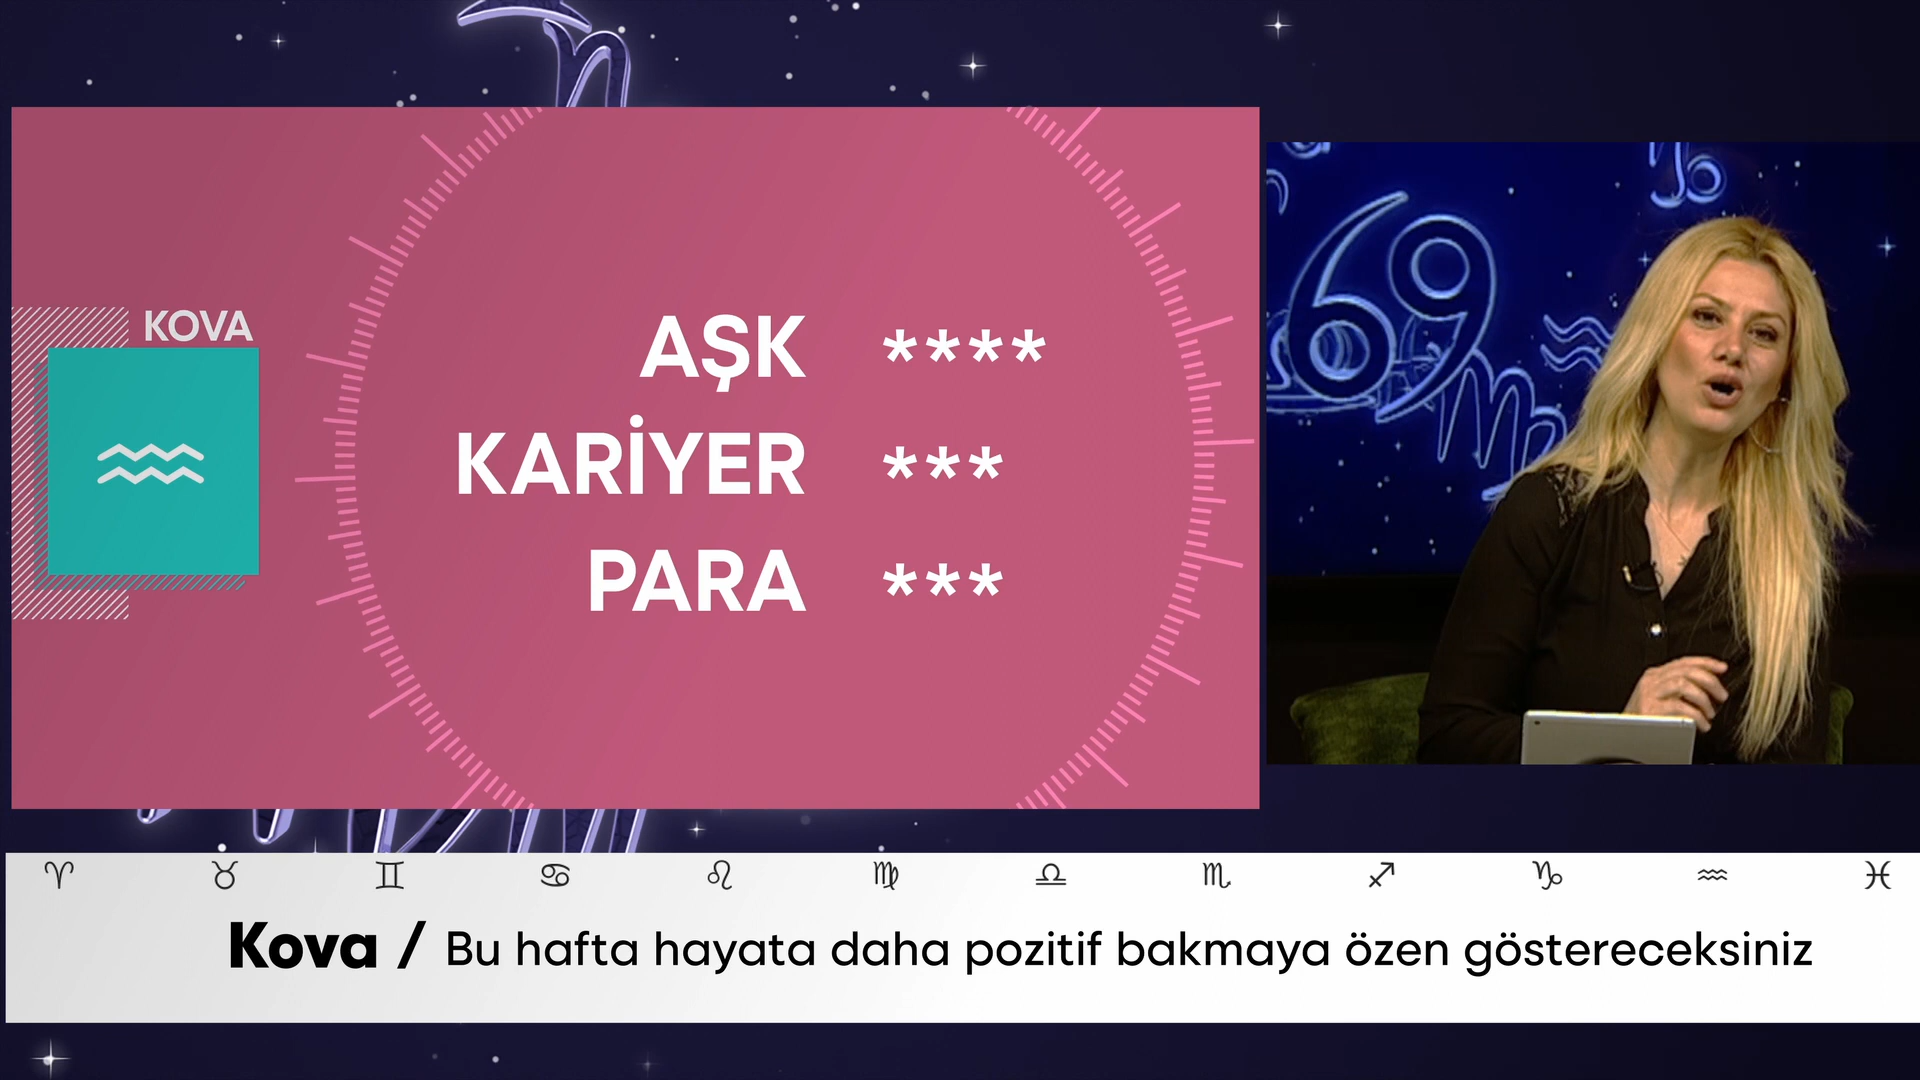 KOVA
AŞK ****
KARİYER ***
PARA ***
♈ ♉ ♊ ♋ ♌ ♍ ♎ ♏ ♐ ♑ ♒ ♓
Kova / Bu hafta hayata daha pozitif bakmaya özen göstereceksiniz